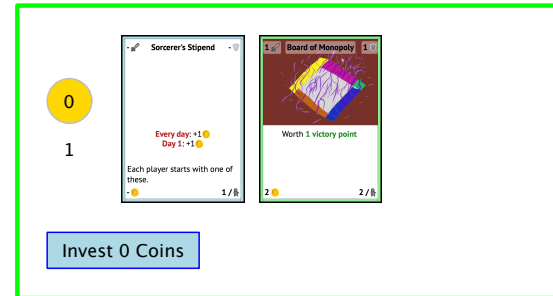 0
1
- Sorcerer's Stipend -
Every day: +1
Day 1: +1
Each player starts with one of
these.
- 1 /
1 Board of Monopoly 1
Worth 1 victory point
2 2 /
Invest 0 Coins